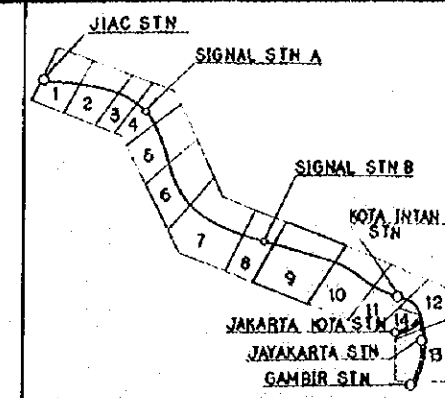 JIAC STN
SIGNAL STN A
1
2
3
4
5
SIGNAL STN B
6
7
8
9
KOTA INTAN
STN
10
11
12
14
JAKARTA KOTA STN
JAYAKARTA STN
13
GAMBIR STN